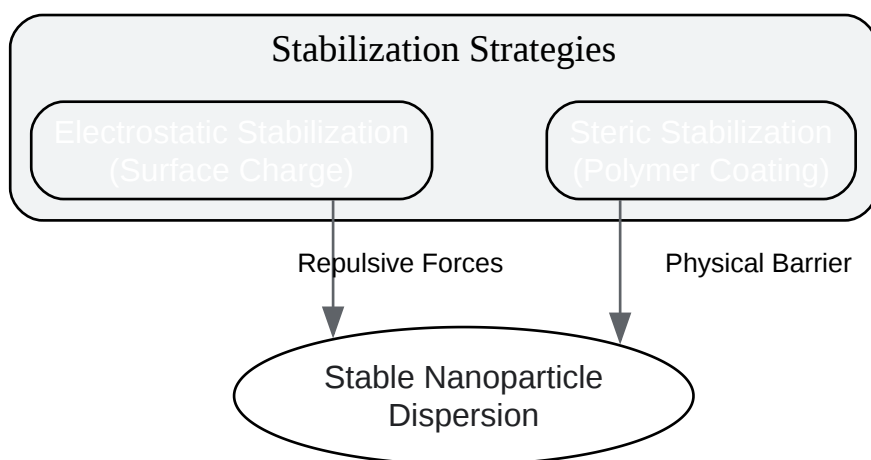 Stabilization Strategies
Electrostatic Stabilization
(Surface Charge)
Steric Stabilization
(Polymer Coating)
Repulsive Forces
Physical Barrier
Stable Nanoparticle
Dispersion